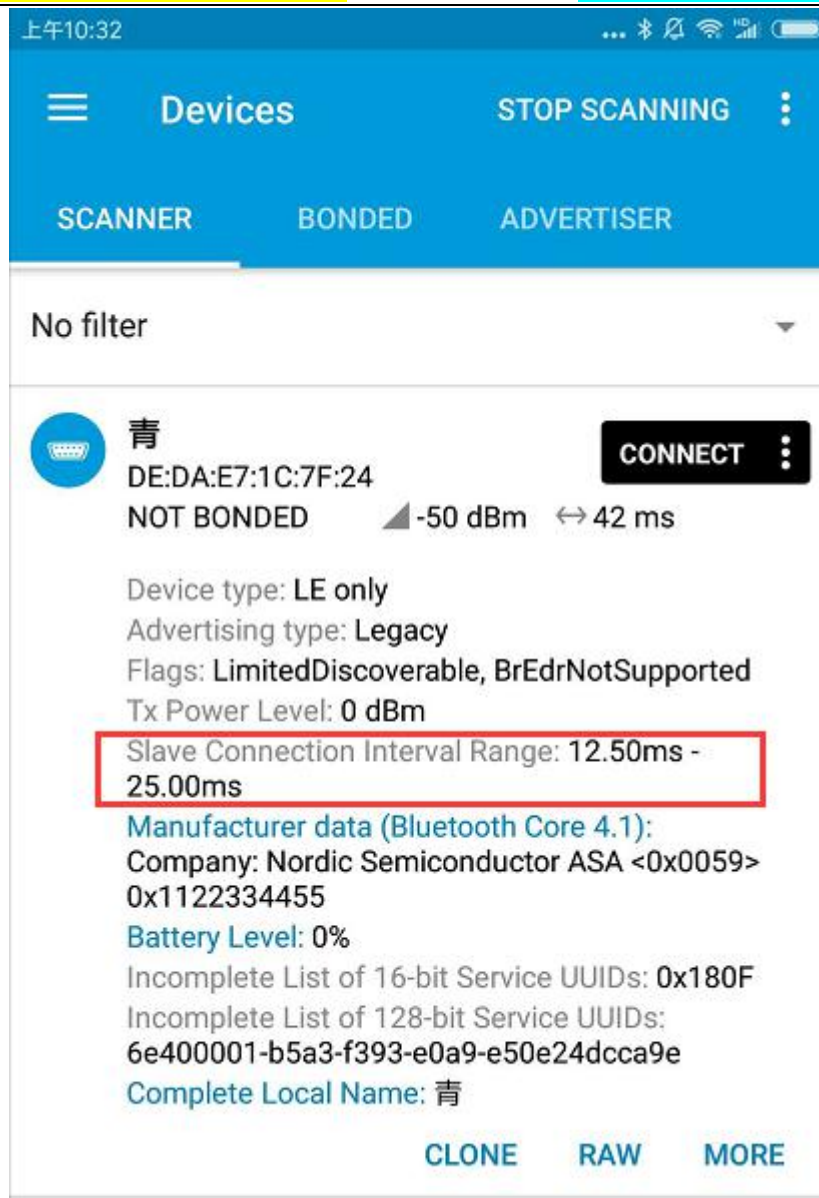 上午10:32
... HD
Devices STOP SCANNING
SCANNER BONDED ADVERTISER
No filter
青
CONNECT
DE:DA:E7:1C:7F:24
NOT BONDED -50 dBm ↔ 42 ms
Device type: LE only
Advertising type: Legacy
Flags: LimitedDiscoverable, BrEdrNotSupported
Tx Power Level: 0 dBm
Slave Connection Interval Range: 12.50ms -
25.00ms
Manufacturer data (Bluetooth Core 4.1):
Company: Nordic Semiconductor ASA <0x0059>
0x1122334455
Battery Level: 0%
Incomplete List of 16-bit Service UUIDs: 0x180F
Incomplete List of 128-bit Service UUIDs:
6e400001-b5a3-f393-e0a9-e50e24dcca9e
Complete Local Name: 青
CLONE RAW MORE